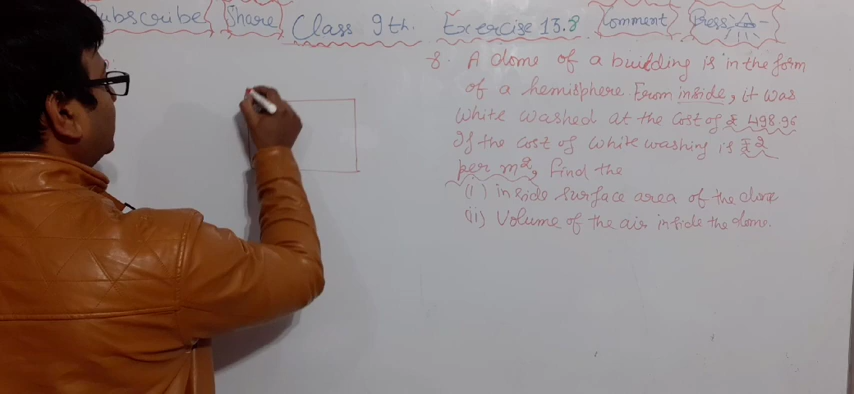 Subscribe Share Class 9th. Exercise 13.8 Comment Press
8. A dome of a building is in the form
of a hemisphere From inside, it was
White washed at the cost of ₹ 498.96
If the cost of white washing is ₹2
per m², find the
(i) inside surface area of the dome
(ii) Volume of the air inside the dome.